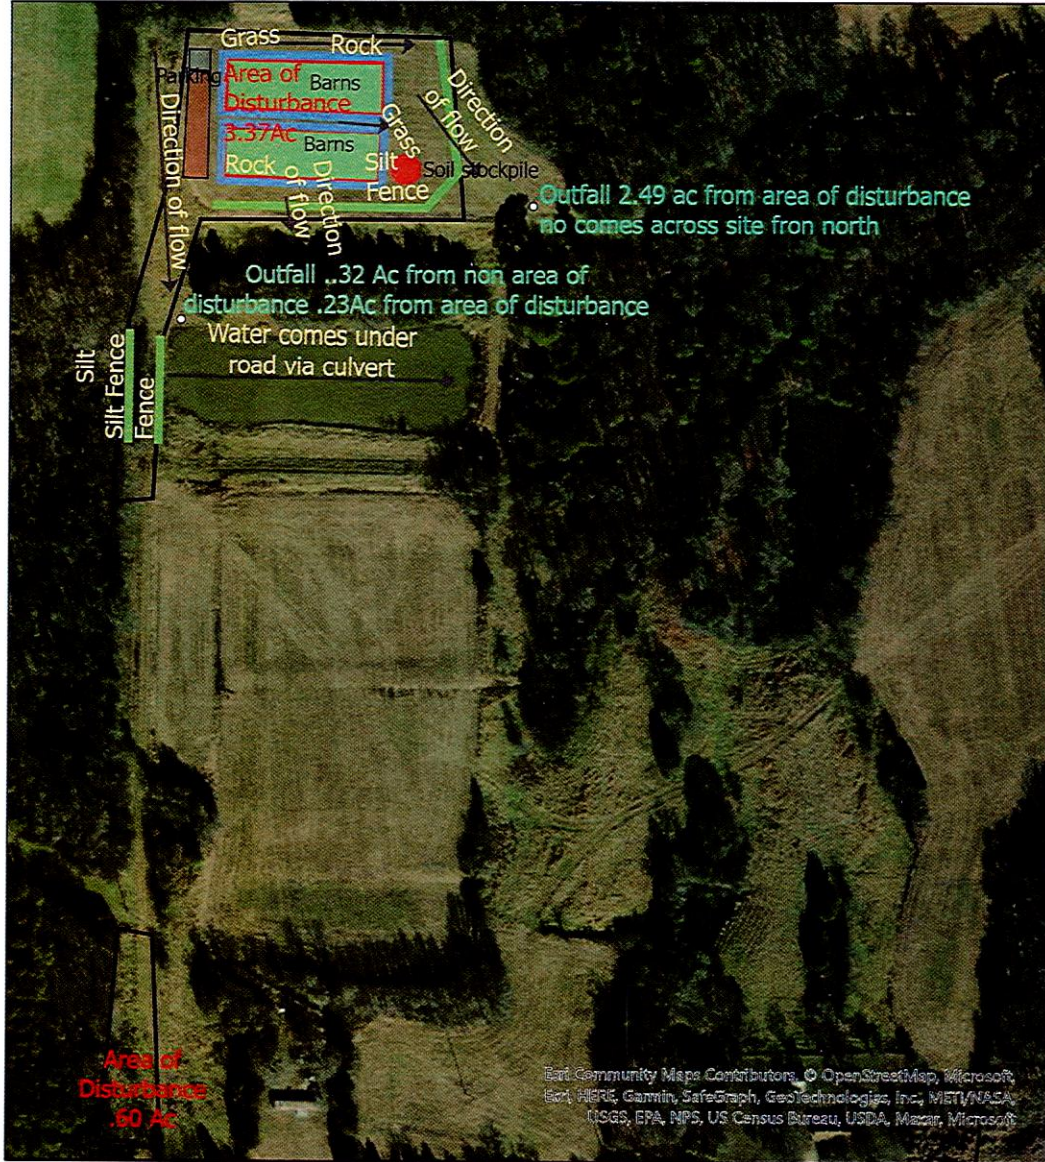 Grass
Rock
Parking
Area of
Disturbance
3.37Ac
Barns
Barns
Rock
Grass
Silt
Fence
Soil stockpile
Direction
of flow
Direction
of flow
Direction of flow
Outfall 2.49 ac from area of disturbance
no comes across site fron north
Outfall ..32 Ac from non area of
disturbance .23Ac from area of disturbance
Water comes under
road via culvert
Silt
Silt Fence
Fence
Area of
Disturbance
.60 Ac
Esri Community Maps Contributors, © OpenStreetMap, Microsoft,
Esri, HERE, Garmin, SafeGraph, GeoTechnologies, Inc, METI/NASA,
USGS, EPA, NPS, US Census Bureau, USDA, Maxar, Microsoft